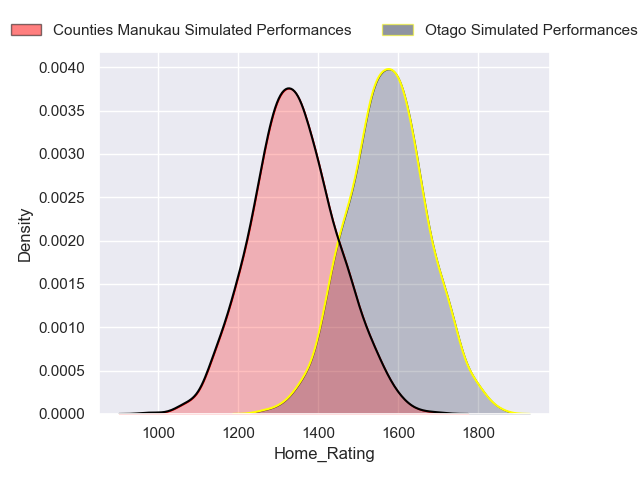 Counties Manukau Simulated Performances
Otago Simulated Performances
0.0040
0.0035
0.0030
0.0025
0.0020
0.0015
0.0010
0.0005
0.0000
Density
1000 1200 1400 1600 1800
Home_Rating